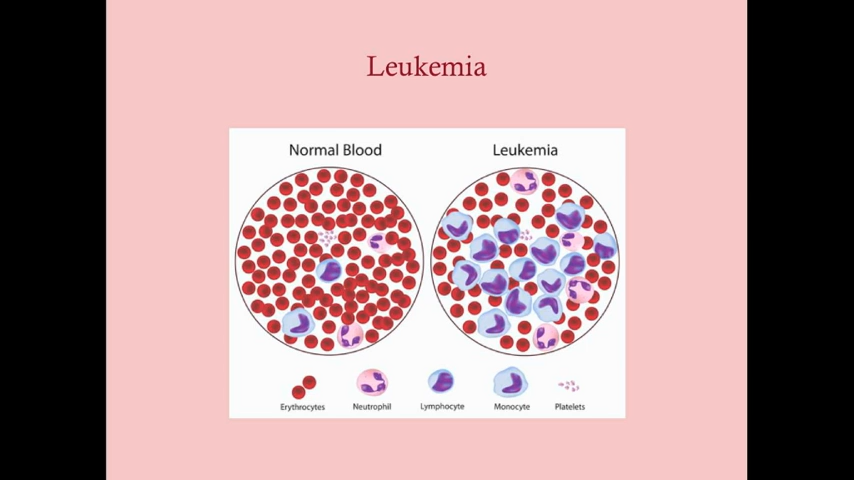 Leukemia
Normal Blood
Leukemia
Erythrocytes
Neutrophil
Lymphocyte
Monocyte
Platelets